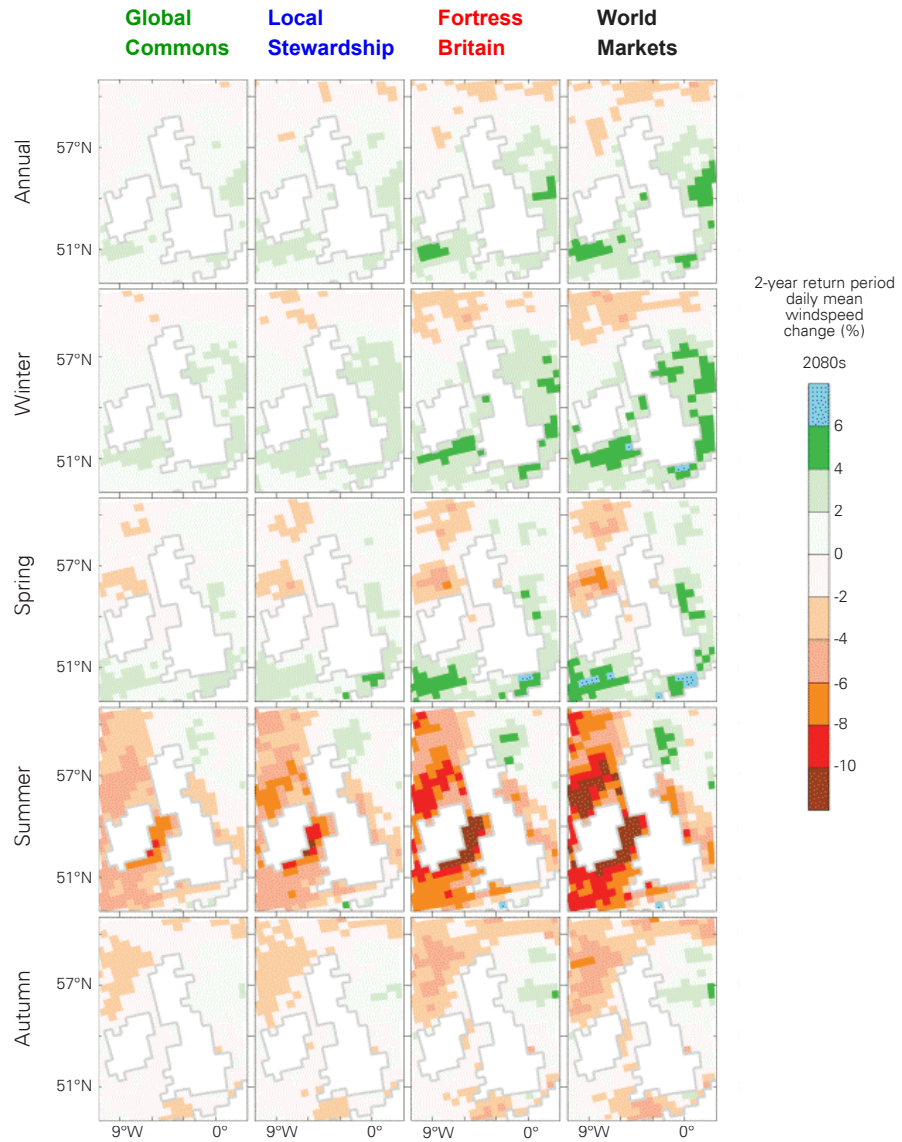 Global Local Fortress World
Commons Stewardship Britain Markets
Annual
57°N
51°N
Winter
57°N
51°N
Spring
57°N
51°N
Summer
57°N
51°N
Autumn
57°N
51°N
9°W 0° 9°W 0° 9°W 0° 9°W 0°
2-year return period
daily mean
windspeed
change (%)
2080s
6
4
2
0
-2
-4
-6
-8
-10